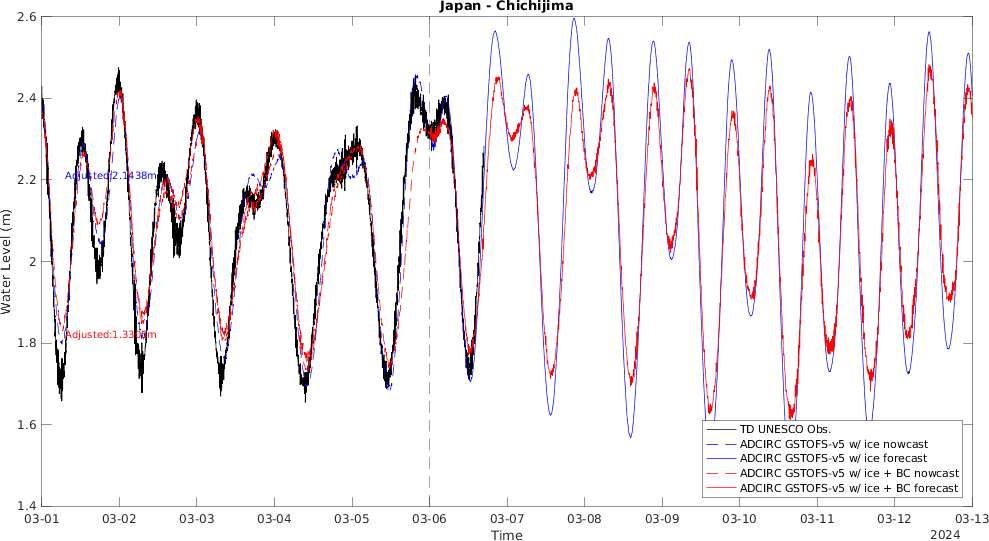 Japan - Chichijima
2.6
2.4
2.2
2
1.8
1.6
1.4
Water Level (m)
Adjusted:2.1438m
Adjusted:1.3306m
TD UNESCO Obs.
ADCIRC GSTOFS-v5 w/ ice nowcast
ADCIRC GSTOFS-v5 w/ ice forecast
ADCIRC GSTOFS-v5 w/ ice + BC nowcast
ADCIRC GSTOFS-v5 w/ ice + BC forecast
03-01 03-02 03-03 03-04 03-05 03-06 03-07 03-08 03-09 03-10 03-11 03-12 03-13
Time
2024